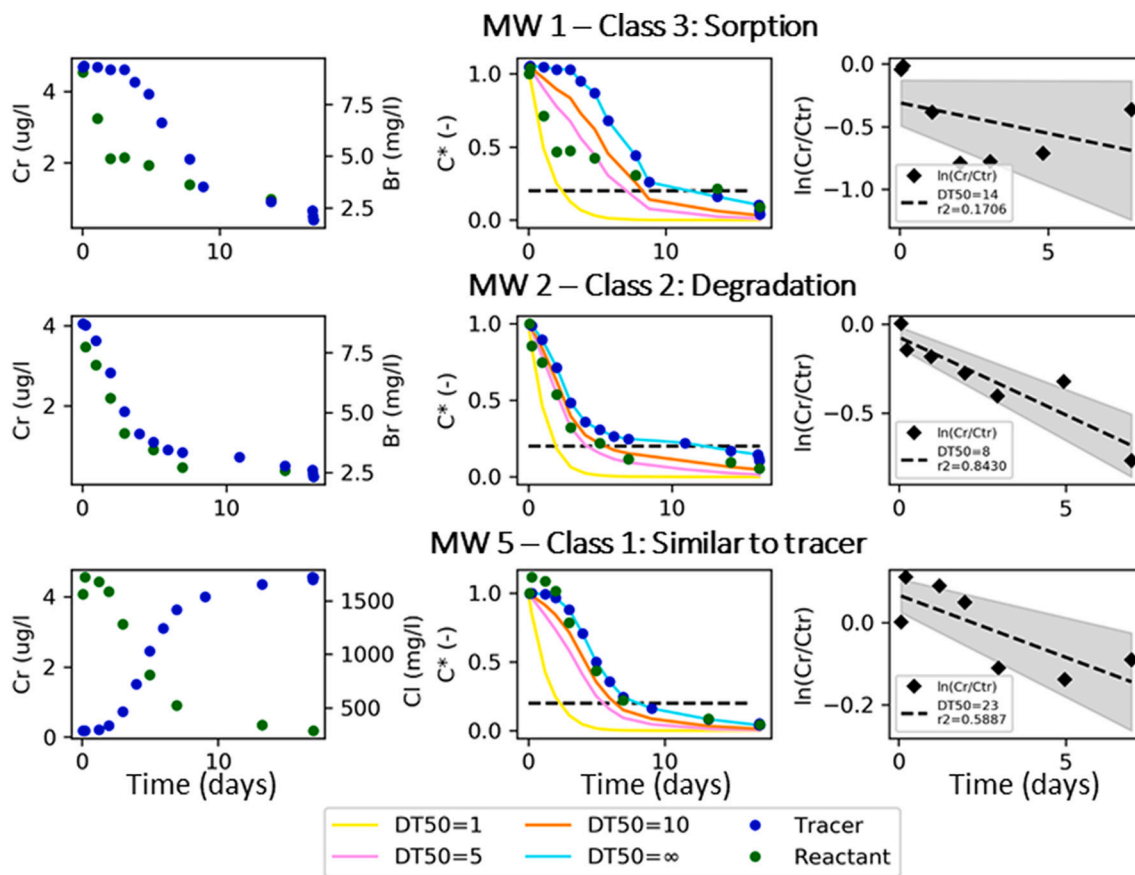 MW 1 – Class 3: Sorption
Cr (ug/l)
4
2
0
10
Br (mg/l)
7.5
5.0
2.5
C* (-)
1.0
0.5
0.0
0
10
ln(Cr/Ctr)
0.0
−0.5
−1.0
0
5
ln(Cr/Ctr)
DT50=14
r2=0.1706
MW 2 – Class 2: Degradation
Cr (ug/l
4
2
0
10
Br (mg/l)
7.5
5.0
2.5
C* (-)
1.0
0.5
0.0
0
10
ln(Cr/Ctr)
0.0
−0.5
0
5
ln(Cr/Ctr)
DT50=8
r2=0.8430
MW 5 – Class 1: Similar to tracer
Cr (ug/l
4
2
0
0
10
Cl (mg/l)
1500
1000
500
C* (-)
1.0
0.5
0.0
0
10
ln(Cr/Ctr)
0.0
−0.2
0
5
ln(Cr/Ctr)
DT50=23
r2=0.5887
Time (days)
Time (days)
Time (days)
DT50=1
DT50=10
Tracer
DT50=5
DT50=∞
Reactant